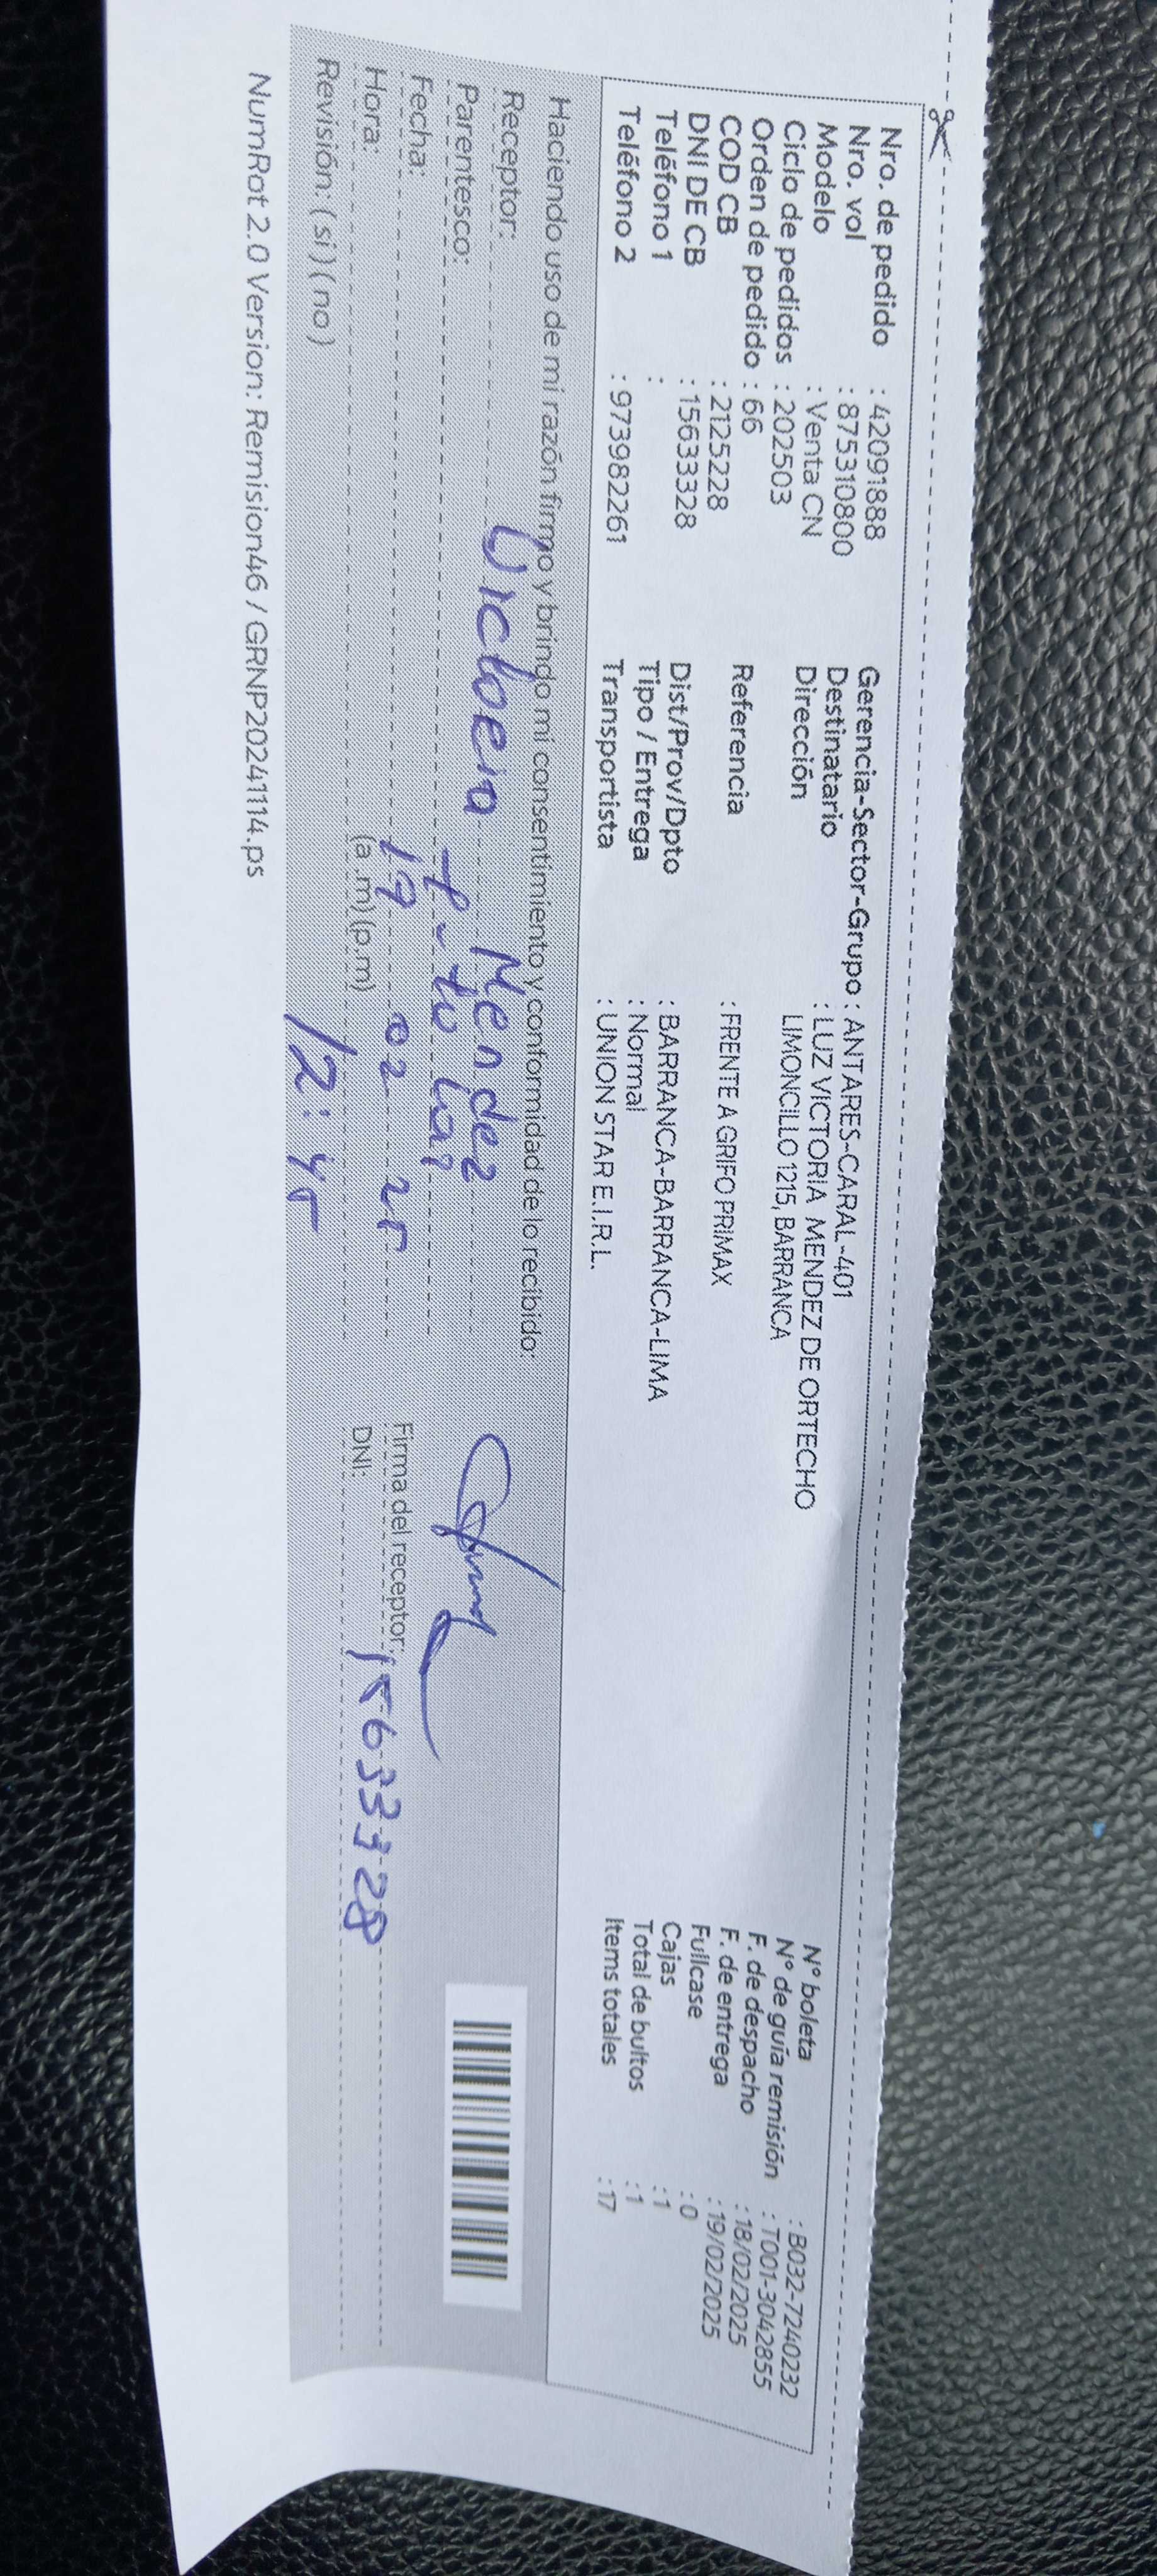 Nro. de pedido : 42091888
Nro. vol : 875310800
Modelo : Venta CN
Ciclo de pedidos : 202503
Orden de pedido : 66
COD CB : 2125228
DNI DE CB : 15633328
Teléfono 1 :
Teléfono 2 : 973982261
Gerencia-Sector-Grupo : ANTARES-CARAL-401
Destinatario : LUZ VICTORIA MENDEZ DE ORTECHO
Dirección LIMONCILLO 1215, BARRANCA
Referencia : FRENTE A GRIFO PRIMAX
Dist/Prov/Dpto : BARRANCA-BARRANCA-LIMA
Tipo / Entrega : Normal
Transportista : UNION STAR E.I.R.L.
N° boleta : B032-7240232
N° de guía remisión : T001-3042855
F. de despacho : 18/02/2025
F. de entrega : 19/02/2025
Fullcase : 0
Cajas : 1
Total de bultos : 1
Items totales : 17
Haciendo uso de mi razón firmo y brindo mi consentimiento y conformidad de lo recibido:
Receptor: Victoria Mendez
Parentesco:
Fecha: 19 02 25
Hora: (a.m) (p.m) 12:45
Revisión: ( si ) ( no )
Firma del receptor:
DNI: 15633328
NumRot 2.0 Version: Remision46 / GRNP20241114.ps